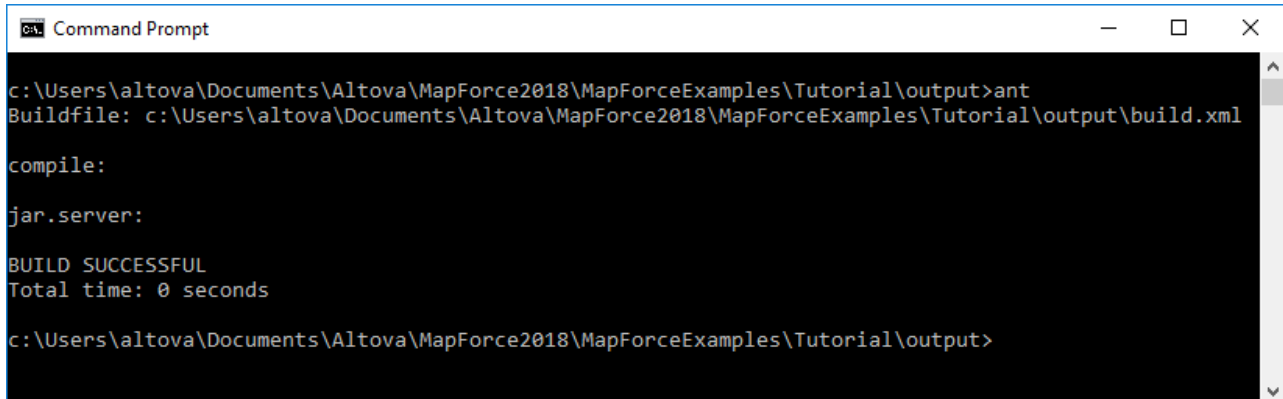 Command Prompt
c:\Users\altova\Documents\Altova\MapForce2018\MapForceExamples\Tutorial\output>ant
Buildfile: c:\Users\altova\Documents\Altova\MapForce2018\MapForceExamples\Tutorial\output\build.xml
compile:
jar.server:
BUILD SUCCESSFUL
Total time: 0 seconds
c:\Users\altova\Documents\Altova\MapForce2018\MapForceExamples\Tutorial\output>